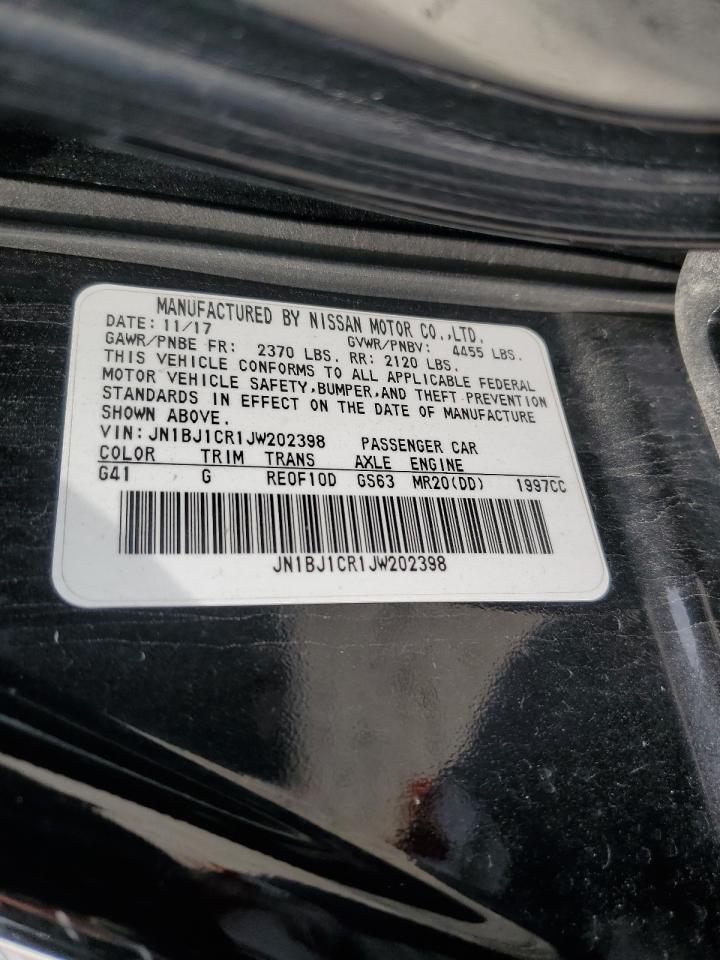 MANUFACTURED BY NISSAN MOTOR CO.,LTD.
DATE: 11/17 GVWR/PNBV: 4455 LBS.
GAWR/PNBE FR: 2370 LBS. RR: 2120 LBS.
THIS VEHICLE CONFORMS TO ALL APPLICABLE FEDERAL
MOTOR VEHICLE SAFETY,BUMPER,AND THEFT PREVENTION
STANDARDS IN EFFECT ON THE DATE OF MANUFACTURE
SHOWN ABOVE.
VIN: JN1BJ1CR1JW202398 PASSENGER CAR
COLOR TRIM TRANS AXLE ENGINE
G41 G RE0F10D GS63 MR20(DD) 1997CC
JN1BJ1CR1JW202398